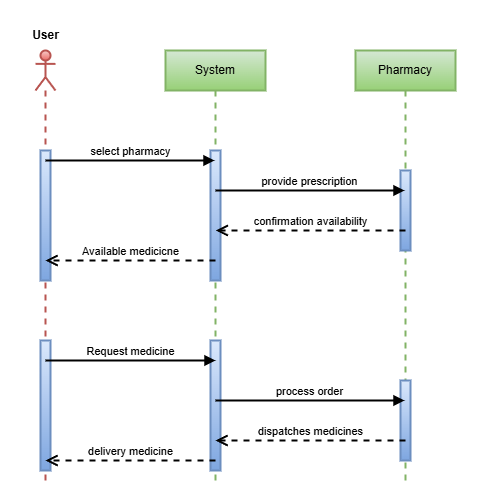 User
System
Pharmacy
select pharmacy
provide prescription
confirmation availability
Available medicicne
Request medicine
process order
dispatches medicines
delivery medicine